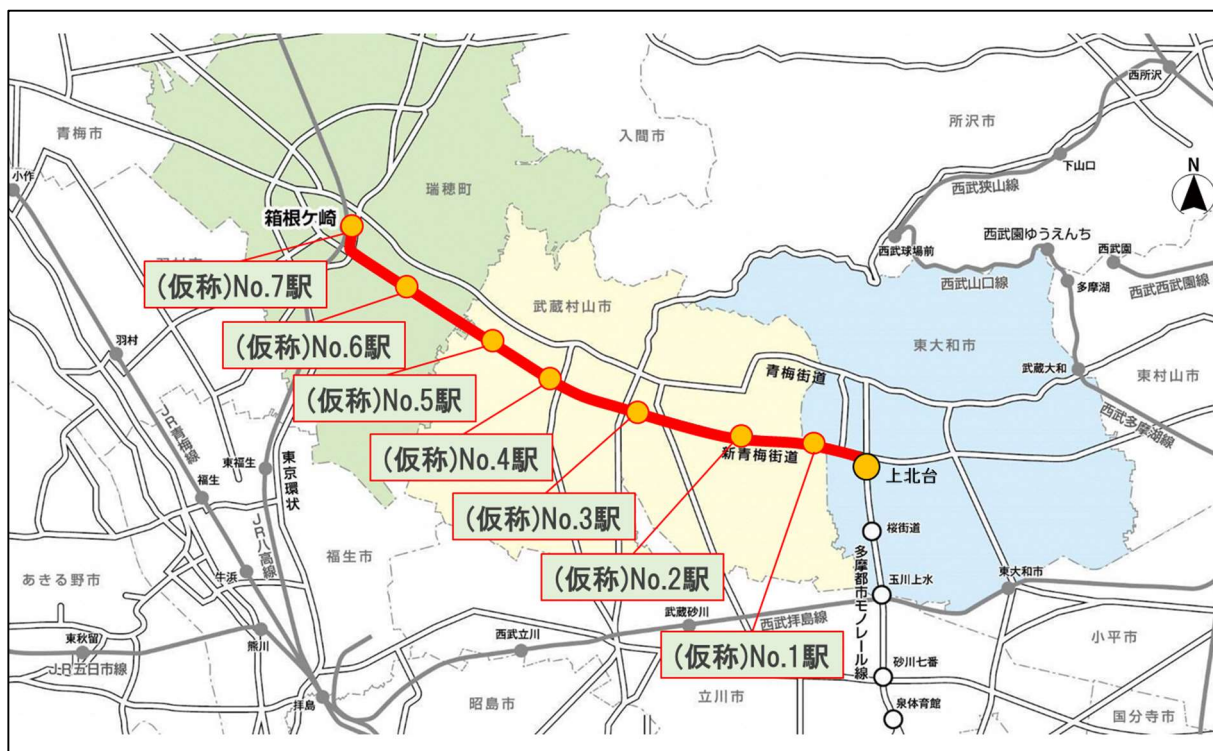 西所沢
所沢市
入間市
青梅市
下山口
N
小作
西武狭山線
瑞穂町
箱根ケ崎
西武球場前
西武園ゆうえんち
西武園
羽村市
(仮称)No.7駅
西武山口線
多摩湖
西武西武園線
武蔵村山市
(仮称)No.6駅
東大和市
羽村
青梅街道
武蔵大和
東村山市
(仮称)No.5駅
西武多摩湖線
(仮称)No.4駅
新青梅街道
JR青梅線
東福生
東京環状
上北台
福生
(仮称)No.3駅
桜街道
JR八高線
福生市
(仮称)No.2駅
多摩都市モノレール線
あきる野市
牛浜
玉川上水
東大和市
武蔵砂川
西武拝島線
東秋留
熊川
西武立川
(仮称)No.1駅
小平市
JR五日市線
砂川七番
拝島
昭島市
立川市
泉体育館
国分寺市